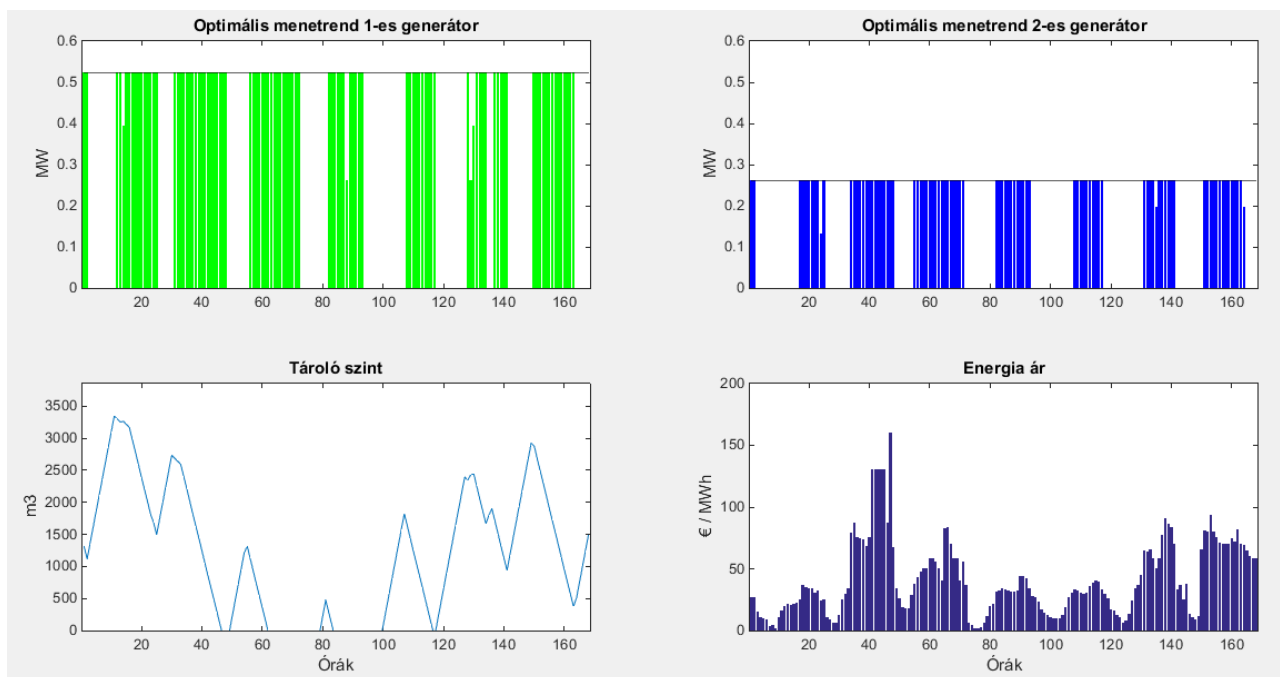 Optimális menetrend 1-es generátor
0.6
0.5
0.4
0.3
0.2
0.1
0
MW
20 40 60 80 100 120 140 160
Optimális menetrend 2-es generátor
0.6
0.5
0.4
0.3
0.2
0.1
0
MW
20 40 60 80 100 120 140 160
Tároló szint
3500
3000
2500
2000
1500
1000
500
0
m3
20 40 60 80 100 120 140 160
Órák
Energia ár
200
150
100
50
0
€ / MWh
20 40 60 80 100 120 140 160
Órák